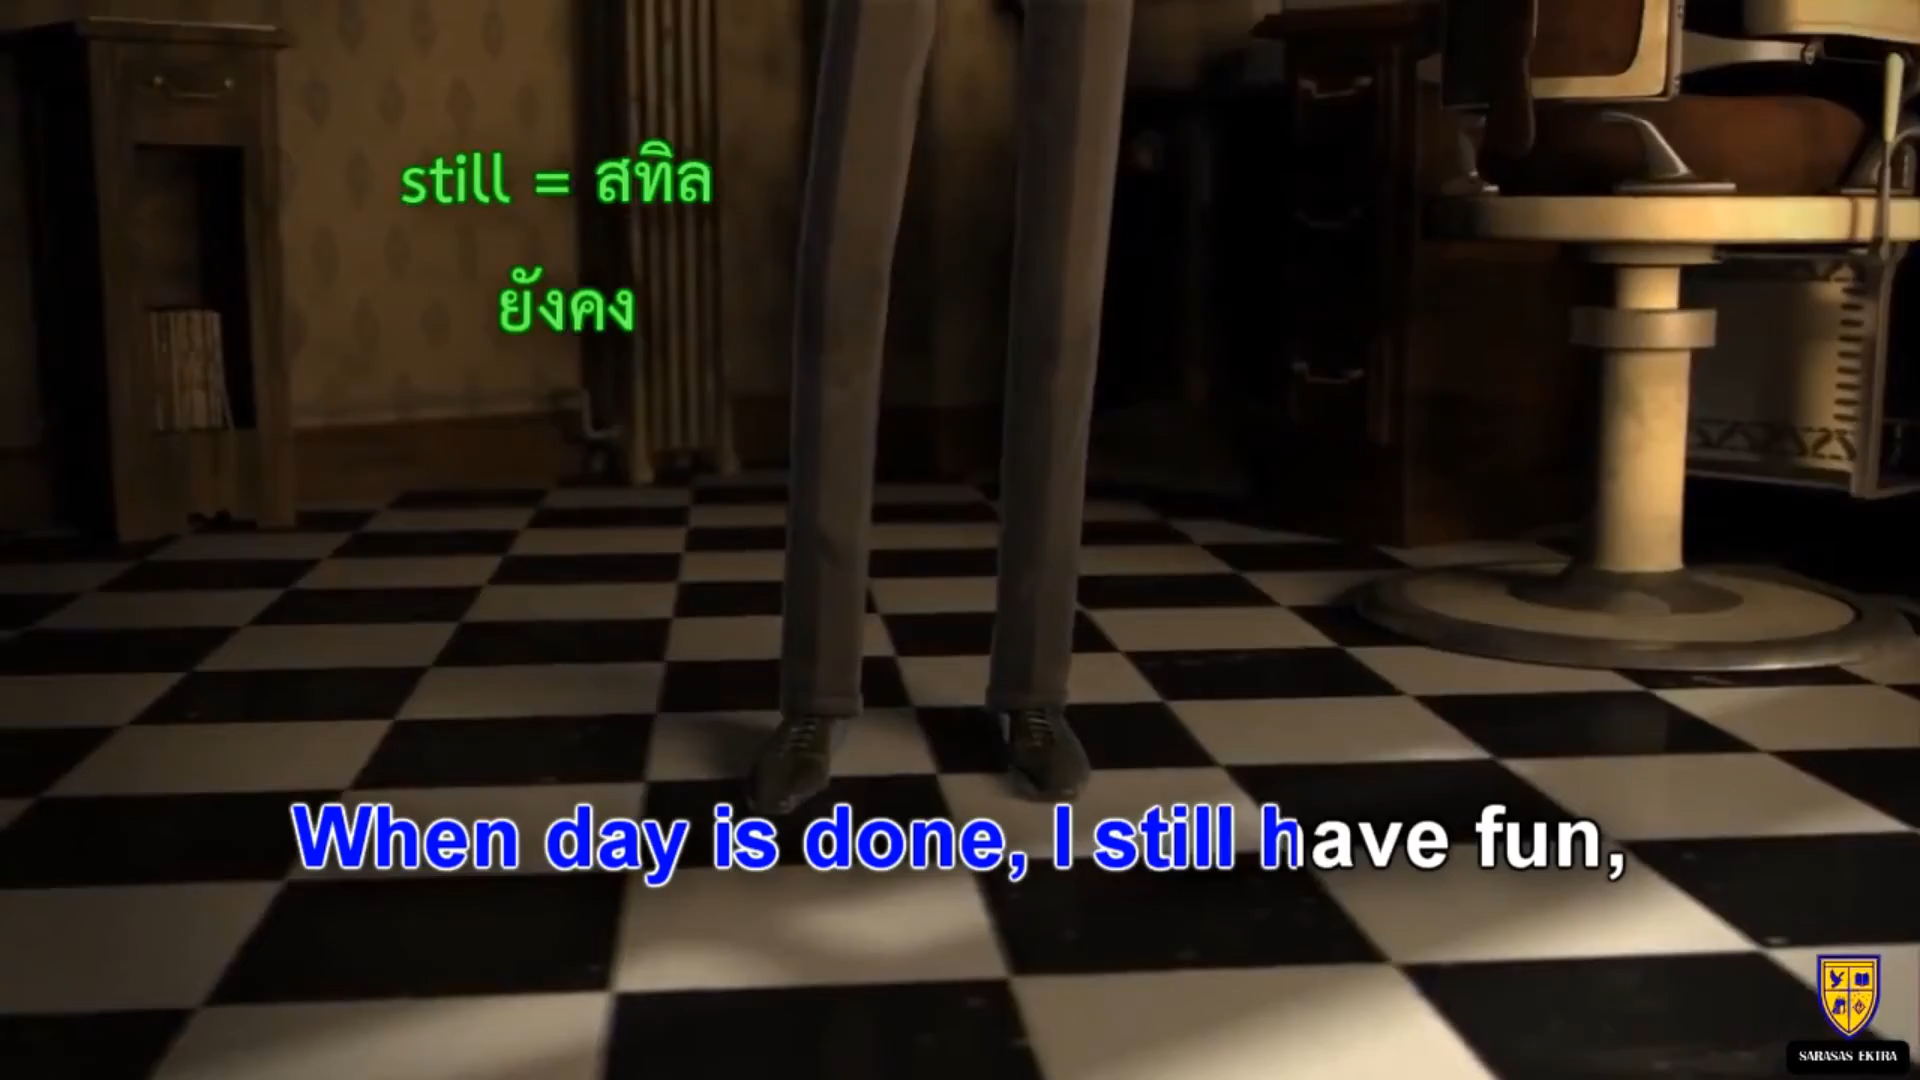 still = สทิล
ยังคง
When day is done, I still have fun,
SARASAS EKTRA